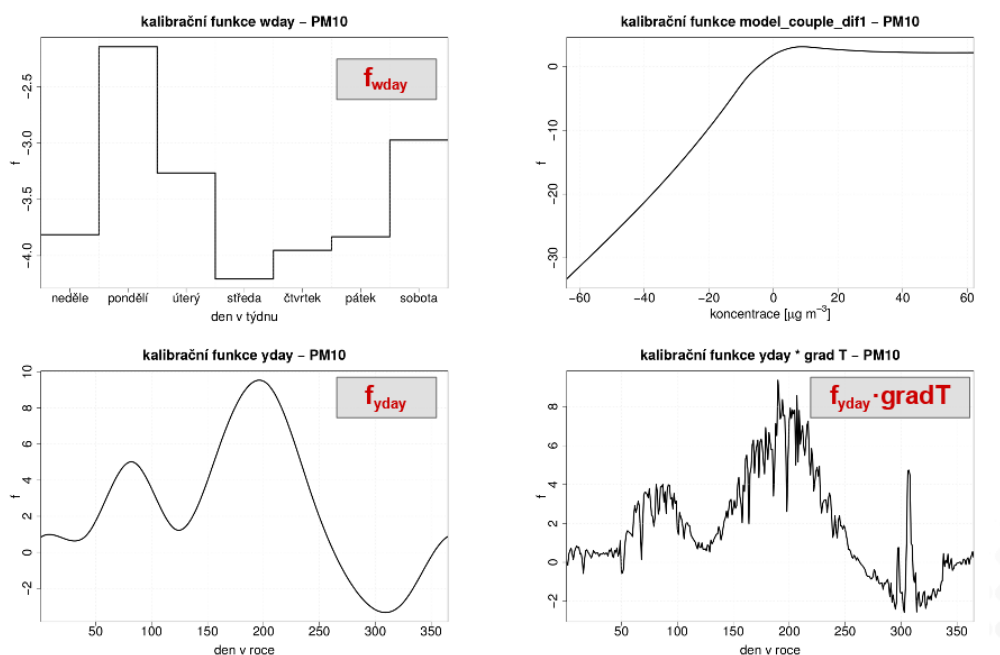 kalibrační funkce wday – PM10
f_wday
f
−2.5
−3.0
−3.5
−4.0
neděle pondělí úterý středa čtvrtek pátek sobota
den v týdnu
kalibrační funkce model_couple_dif1 – PM10
f
0
−10
−20
−30
−60 −40 −20 0 20 40 60
koncentrace [μg m⁻³]
kalibrační funkce yday – PM10
f_yday
f
10
8
6
4
2
0
−2
50 100 150 200 250 300 350
den v roce
kalibrační funkce yday * grad T – PM10
f_yday·gradT
f
8
6
4
2
0
−2
50 100 150 200 250 300 350
den v roce